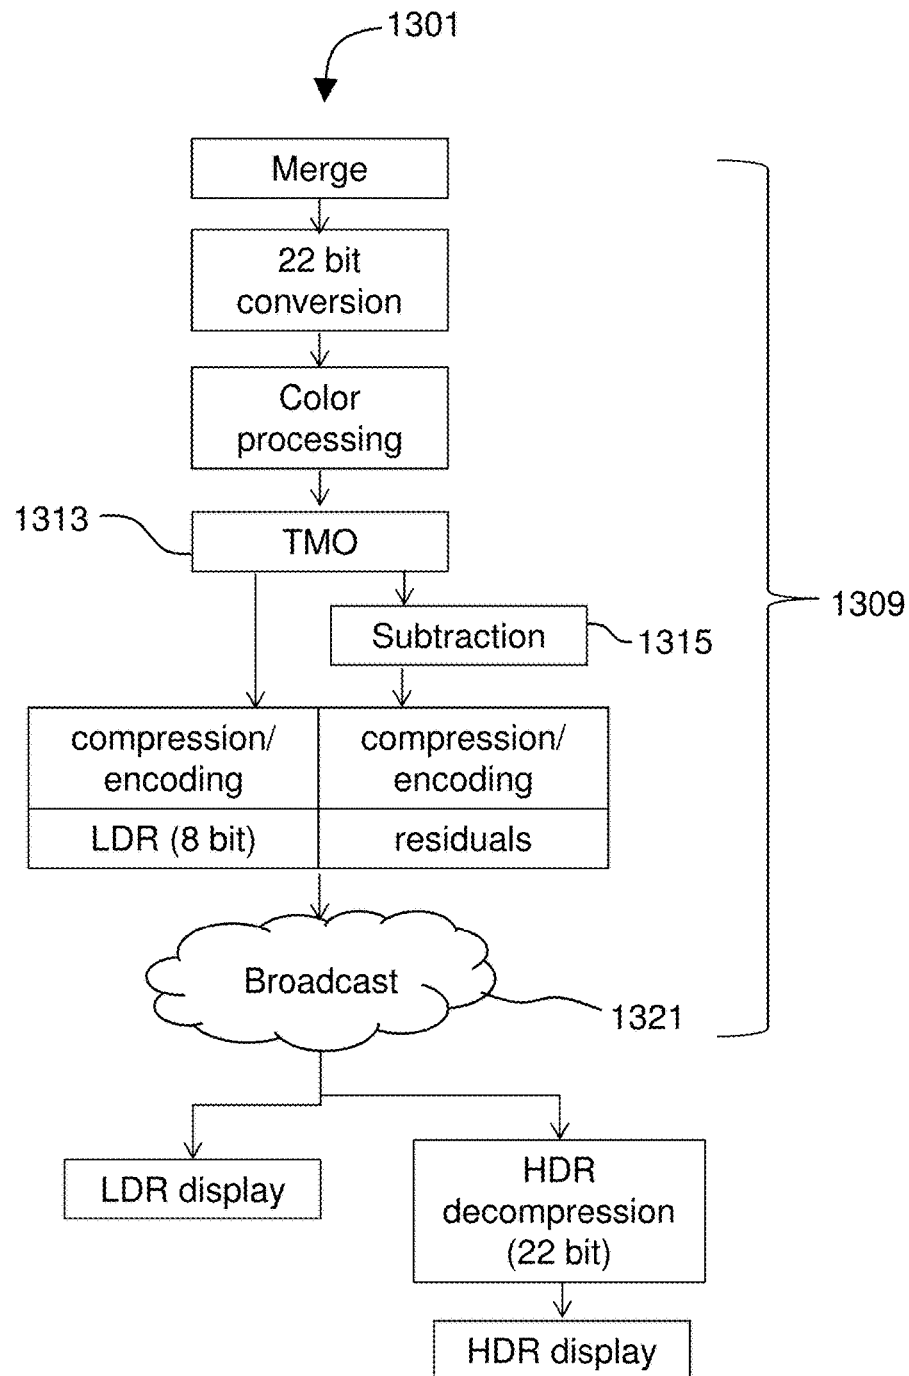 1301
Merge
22 bit
conversion
Color
processing
1313
TMO
1309
Subtraction
1315
compression/
encoding
compression/
encoding
LDR (8 bit)
residuals
Broadcast
1321
LDR display
HDR
decompression
(22 bit)
HDR display